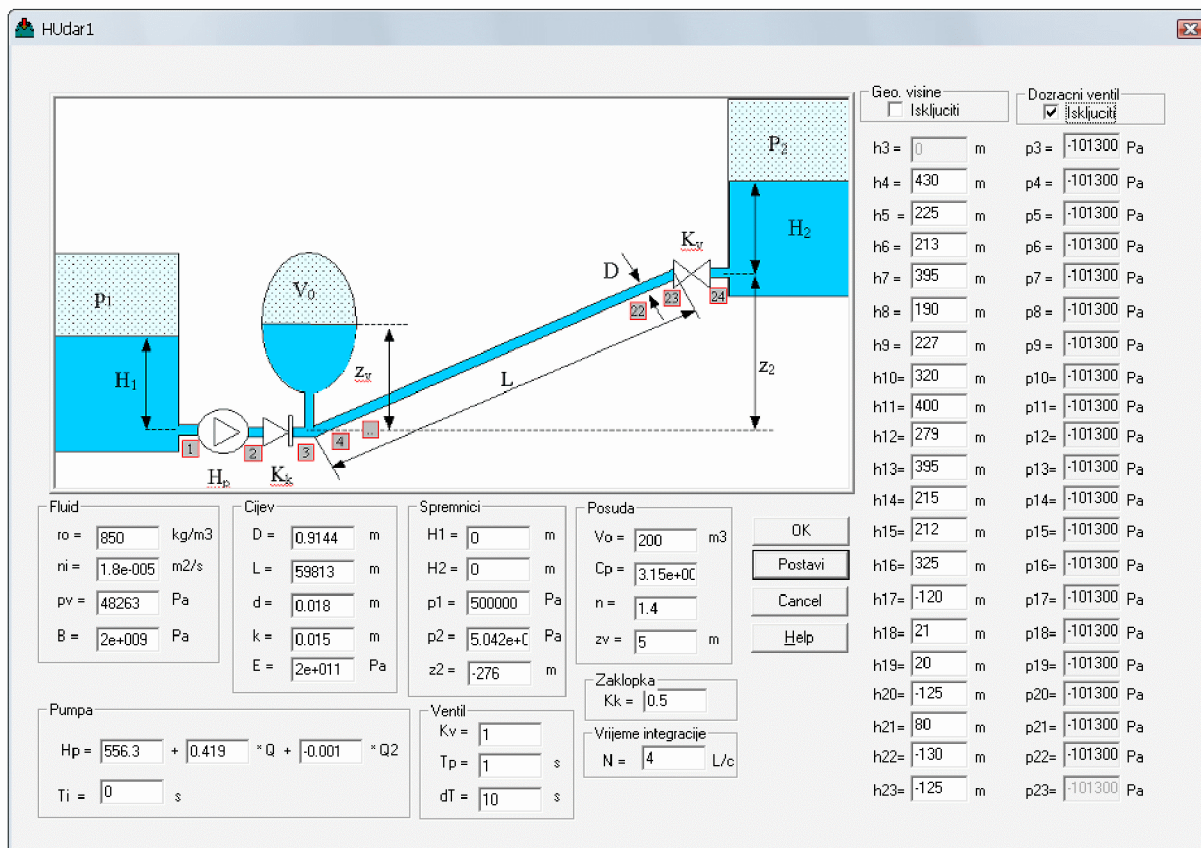 HUdar1
P1
H1
V0
zv
1
Hp
2
Kk
3
4
..
L
D
22
23
Kv
24
z2
P2
H2
Fluid
ro = 850 kg/m3
ni = 1.8e-005 m2/s
pv = 48263 Pa
B = 2e+009 Pa
Cijev
D = 0.9144 m
L = 59813 m
d = 0.018 m
k = 0.015 m
E = 2e+011 Pa
Spremnici
H1 = 0 m
H2 = 0 m
p1 = 500000 Pa
p2 = 5.042e+0 Pa
z2 = -276 m
Posuda
Vo = 200 m3
Cp = 3.15e+00
n = 1.4
zv = 5 m
OK
Postavi
Cancel
Help
Pumpa
Hp = 556.3 + 0.419 * Q + -0.001 * Q2
Ti = 0 s
Ventil
Kv = 1
Tp = 1 s
dT = 10 s
Zaklopka
Kk = 0.5
Vrijeme integracije
N = 4 L/c
Geo. visine
Iskljuciti
h3 = 0 m
h4 = 430 m
h5 = 225 m
h6 = 213 m
h7 = 395 m
h8 = 190 m
h9 = 227 m
h10= 320 m
h11= 400 m
h12= 279 m
h13= 395 m
h14= 215 m
h15= 212 m
h16= 325 m
h17= -120 m
h18= 21 m
h19= 20 m
h20= -125 m
h21= 80 m
h22= -130 m
h23= -125 m
Dozracni ventil
Iskljuciti
p3 = -101300 Pa
p4 = -101300 Pa
p5 = -101300 Pa
p6 = -101300 Pa
p7 = -101300 Pa
p8 = -101300 Pa
p9 = -101300 Pa
p10= -101300 Pa
p11= -101300 Pa
p12= -101300 Pa
p13= -101300 Pa
p14= -101300 Pa
p15= -101300 Pa
p16= -101300 Pa
p17= -101300 Pa
p18= -101300 Pa
p19= -101300 Pa
p20= -101300 Pa
p21= -101300 Pa
p22= -101300 Pa
p23= -101300 Pa